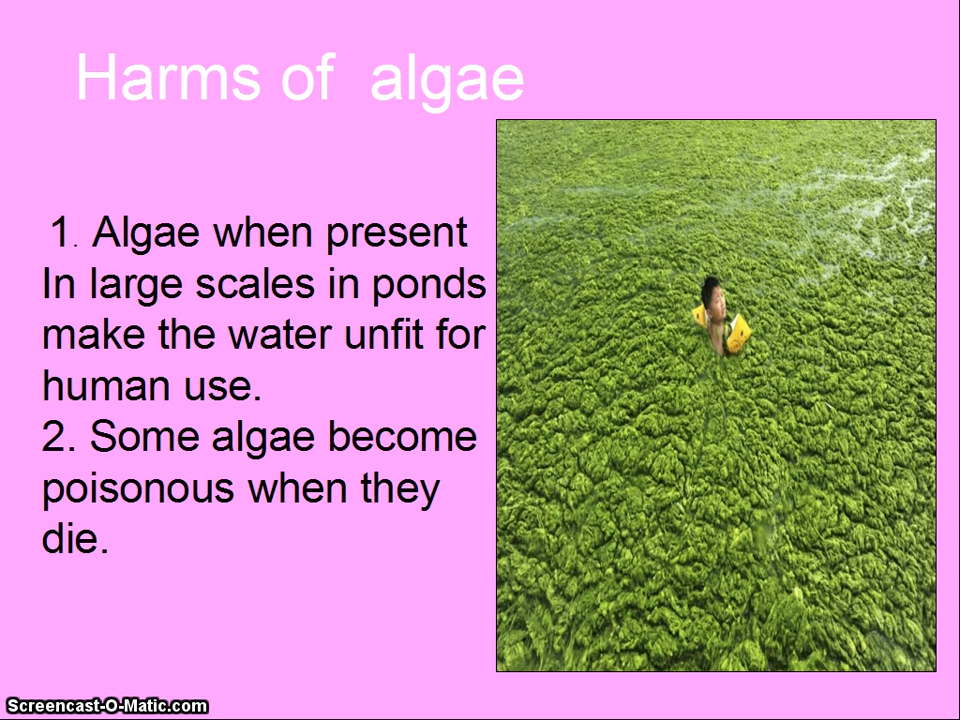 Harms of algae
1. Algae when present
In large scales in ponds
make the water unfit for
human use.
2. Some algae become
poisonous when they
die.
Screencast-O-Matic.com